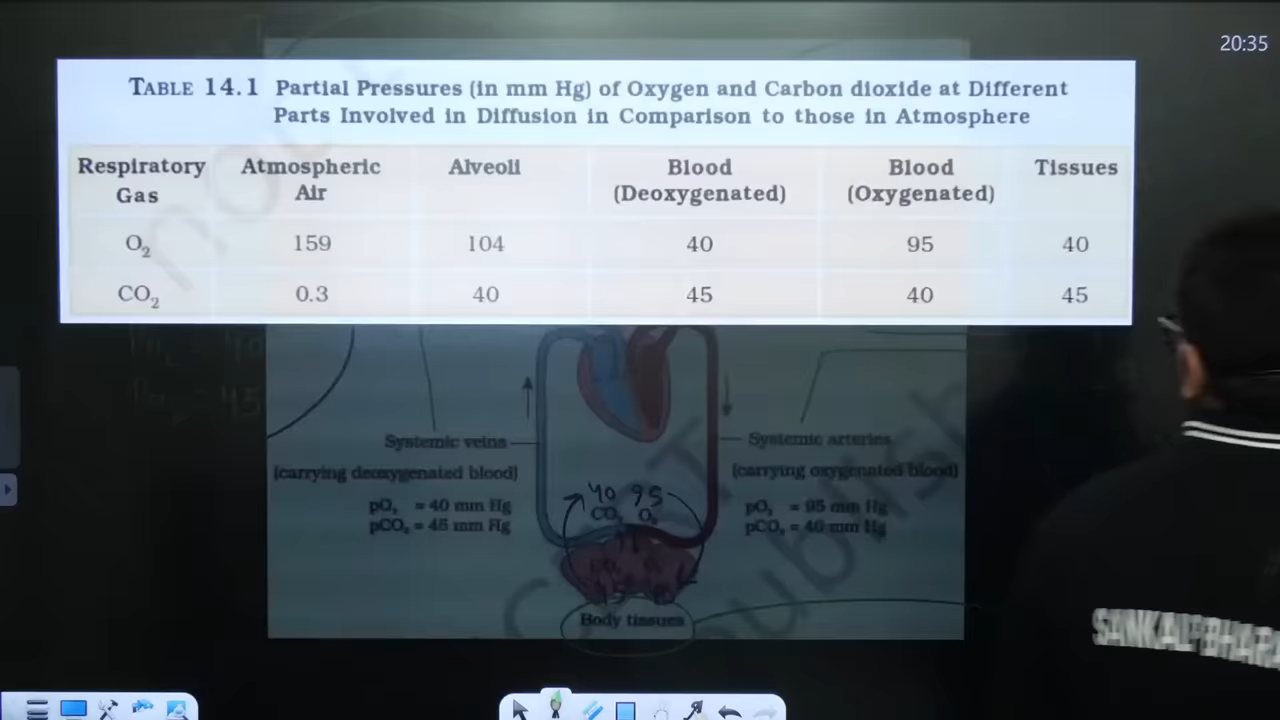 20:35
TABLE 14.1 Partial Pressures (in mm Hg) of Oxygen and Carbon dioxide at Different
Parts Involved in Diffusion in Comparison to those in Atmosphere
Respiratory Gas Atmospheric Air Alveoli Blood (Deoxygenated) Blood (Oxygenated) Tissues
O₂ 159 104 40 95 40
CO₂ 0.3 40 45 40 45
Systemic veins
(carrying deoxygenated blood)
pO₂ = 40 mm Hg
pCO₂ = 45 mm Hg
Systemic arteries
(carrying oxygenated blood)
pO₂ = 95 mm Hg
pCO₂ = 40 mm Hg
40 95
CO₂ O₂
Body tissues
SANKALP BHARA